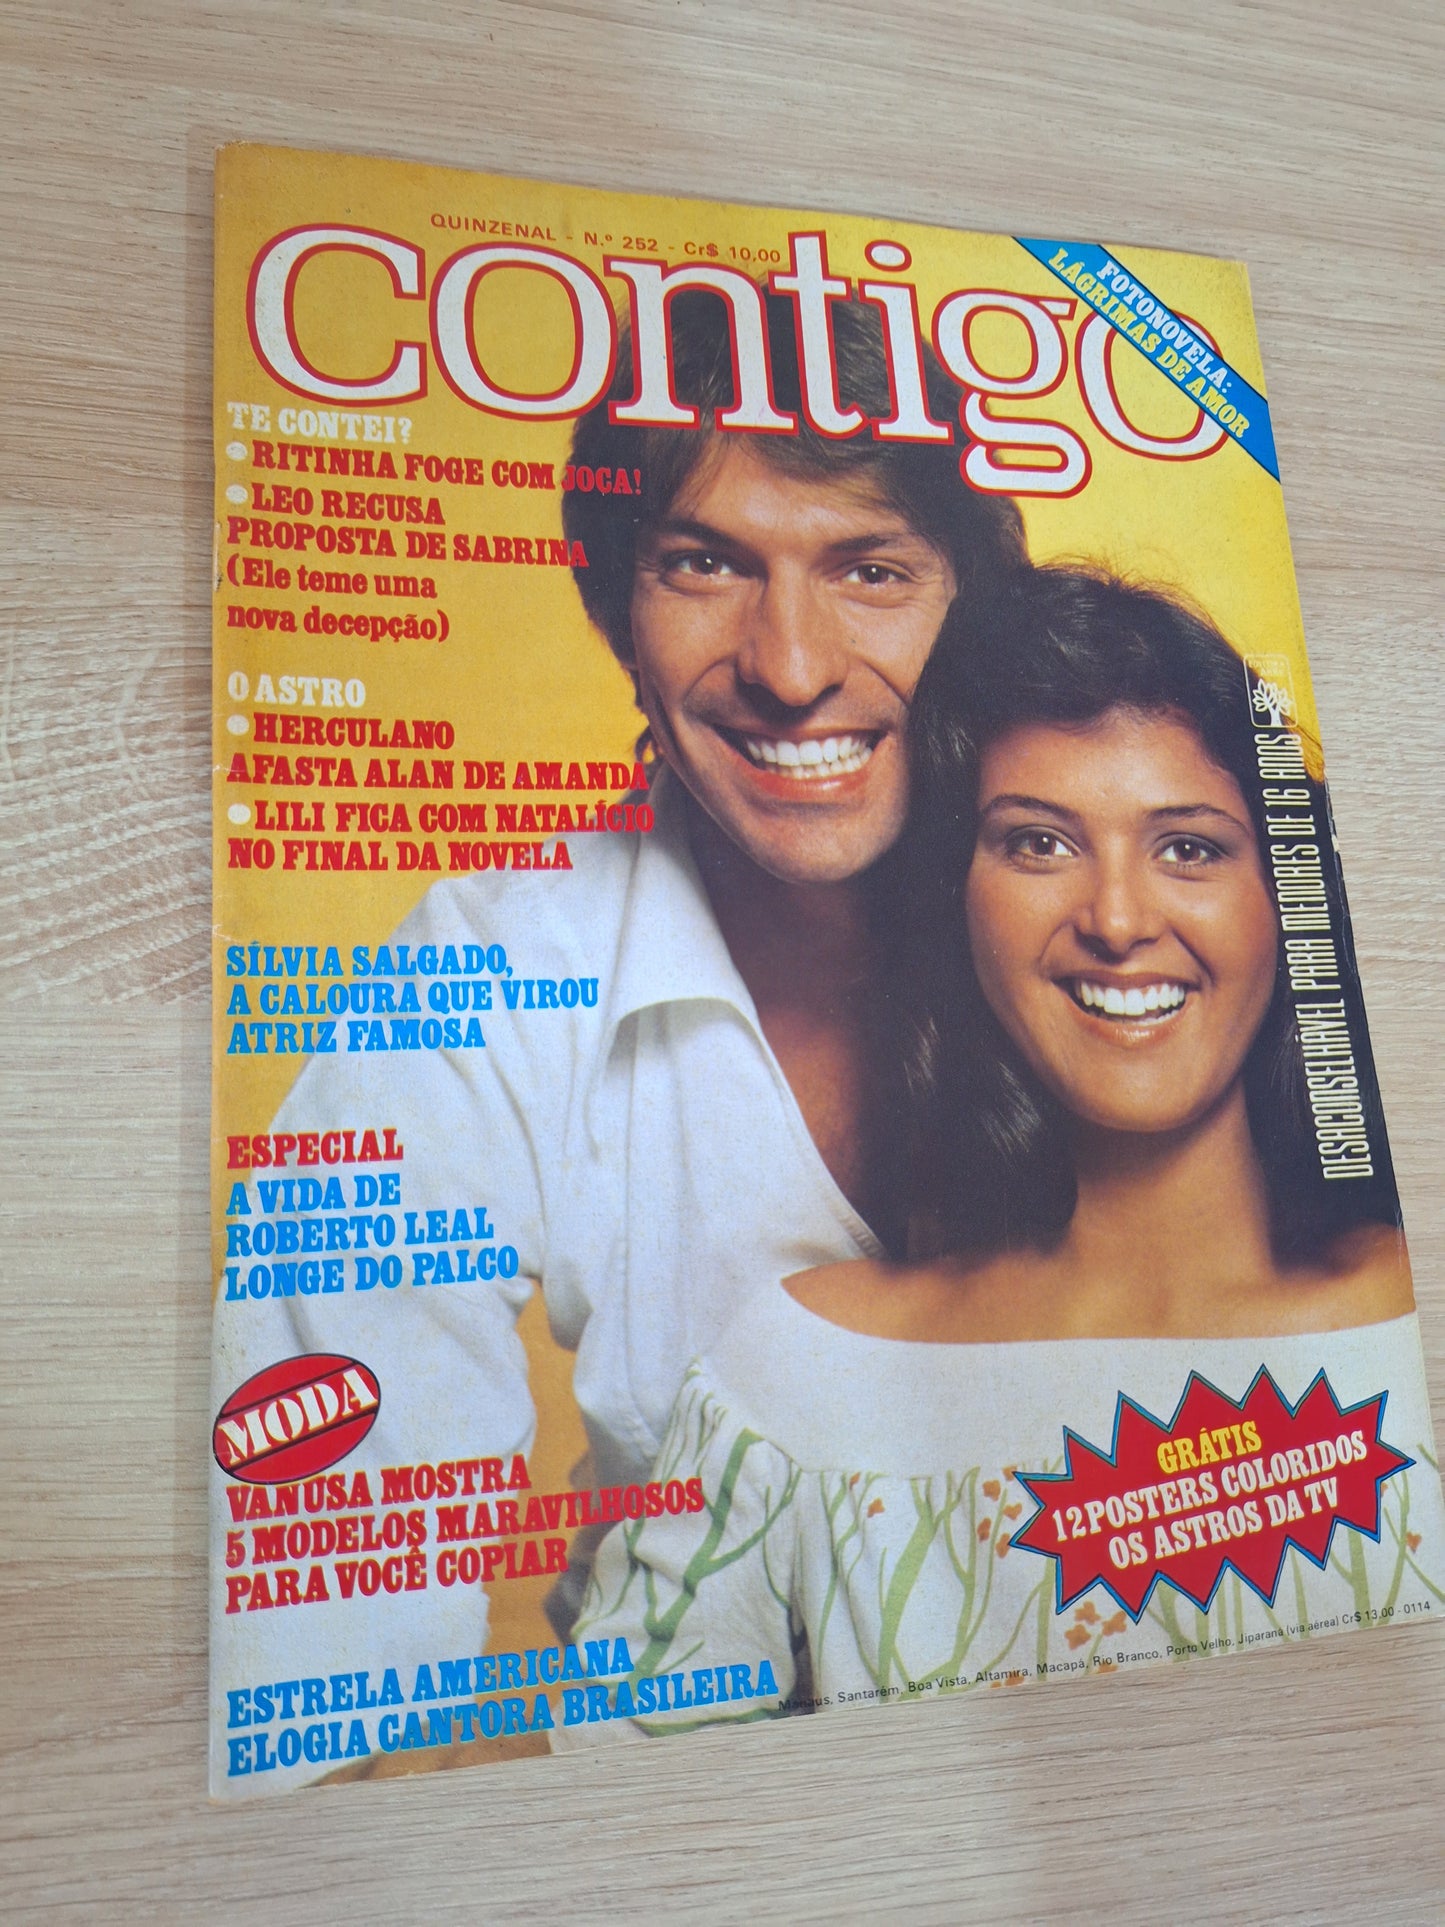 QUINZENAL - N.º 252 - Cr$ 10,00
contigo
FOTONOVELA:
LÁGRIMAS DE AMOR
TE CONTEI?
• RITINHA FOGE COM JOÇA!
• LEO RECUSA
PROPOSTA DE SABRINA
(Ele teme uma
nova decepção)
O ASTRO
• HERCULANO
AFASTA ALAN DE AMANDA
• LILI FICA COM NATALÍCIO
NO FINAL DA NOVELA
SÍLVIA SALGADO,
A CALOURA QUE VIROU
ATRIZ FAMOSA
ESPECIAL
A VIDA DE
ROBERTO LEAL
LONGE DO PALCO
MODA
VANUSA MOSTRA
5 MODELOS MARAVILHOSOS
PARA VOCÊ COPIAR
ESTRELA AMERICANA
ELOGIA CANTORA BRASILEIRA
EDITORA
ABRIL
DESACONSELHÁVEL PARA MENORES DE 16 ANOS
GRÁTIS
12 POSTERS COLORIDOS
OS ASTROS DA TV
Manaus, Santarém, Boa Vista, Altamira, Macapá, Rio Branco, Porto Velho, Jiparaná (via aérea) Cr$ 13,00 - 0114